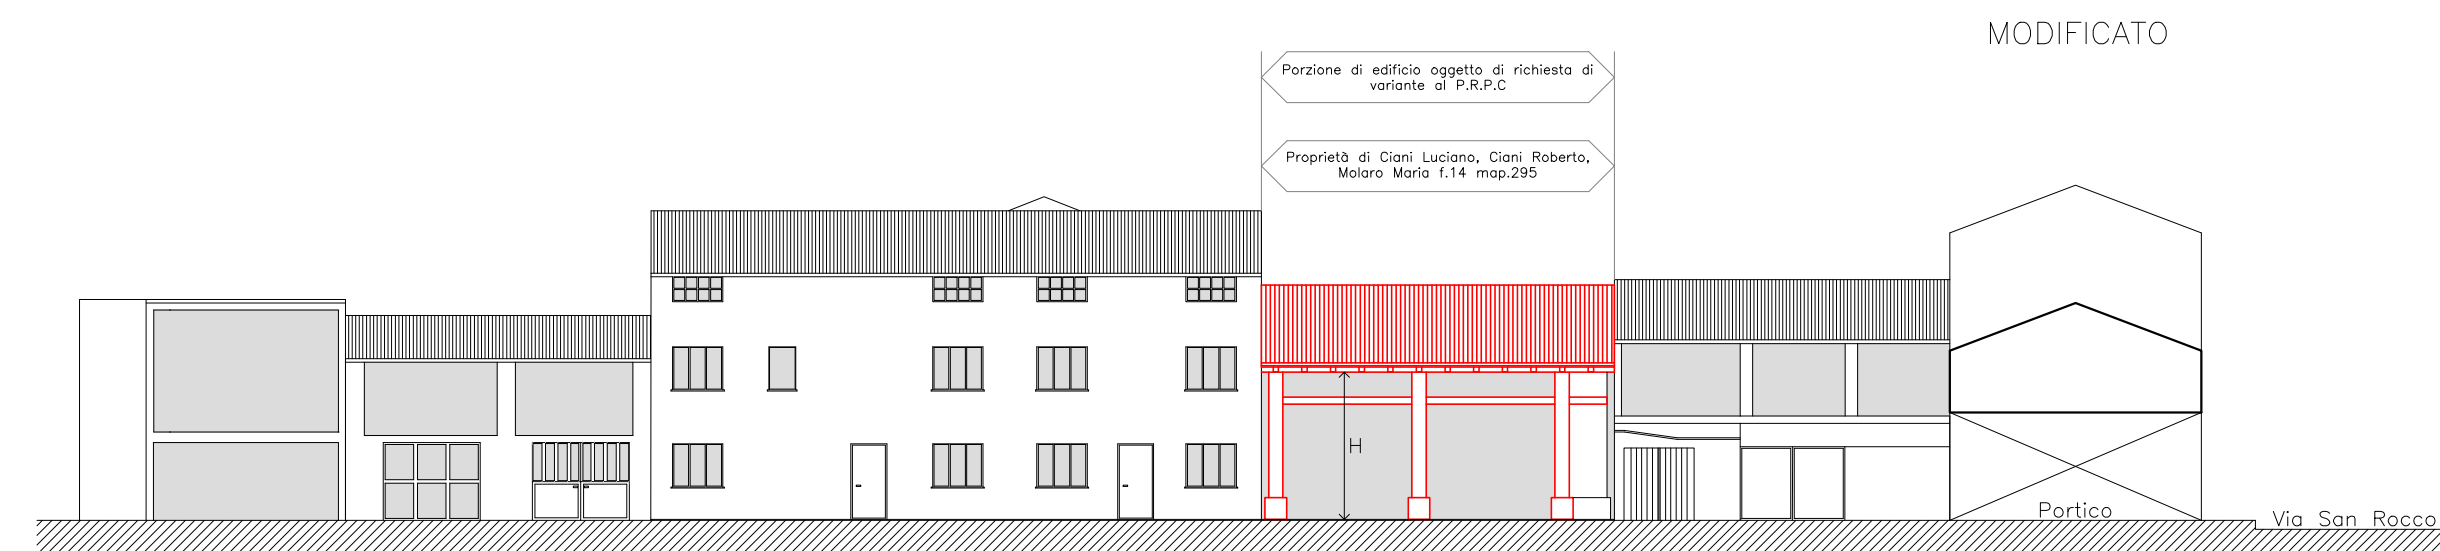 MODIFICATO
Porzione di edificio oggetto di richiesta di
variante al P.R.P.C
Proprietà di Ciani Luciano, Ciani Roberto,
Molaro Maria f.14 map.295
H
Portico
Via San Rocco